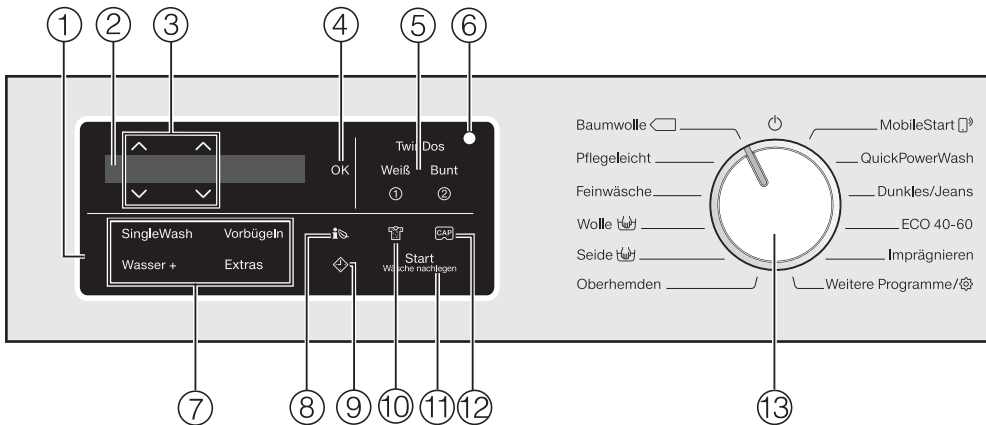 ① ② ③ ④ ⑤ ⑥
TwinDos
OK Weiß Bunt
① ②
SingleWash Vorbügeln
Wasser + Extras
CAP
Start
Wäsche nachlegen
Baumwolle
Pflegeleicht
Feinwäsche
Wolle
Seide
Oberhemden
MobileStart
QuickPowerWash
Dunkles/Jeans
ECO 40-60
Imprägnieren
Weitere Programme/
⑦ ⑧ ⑨ ⑩ ⑪ ⑫ ⑬